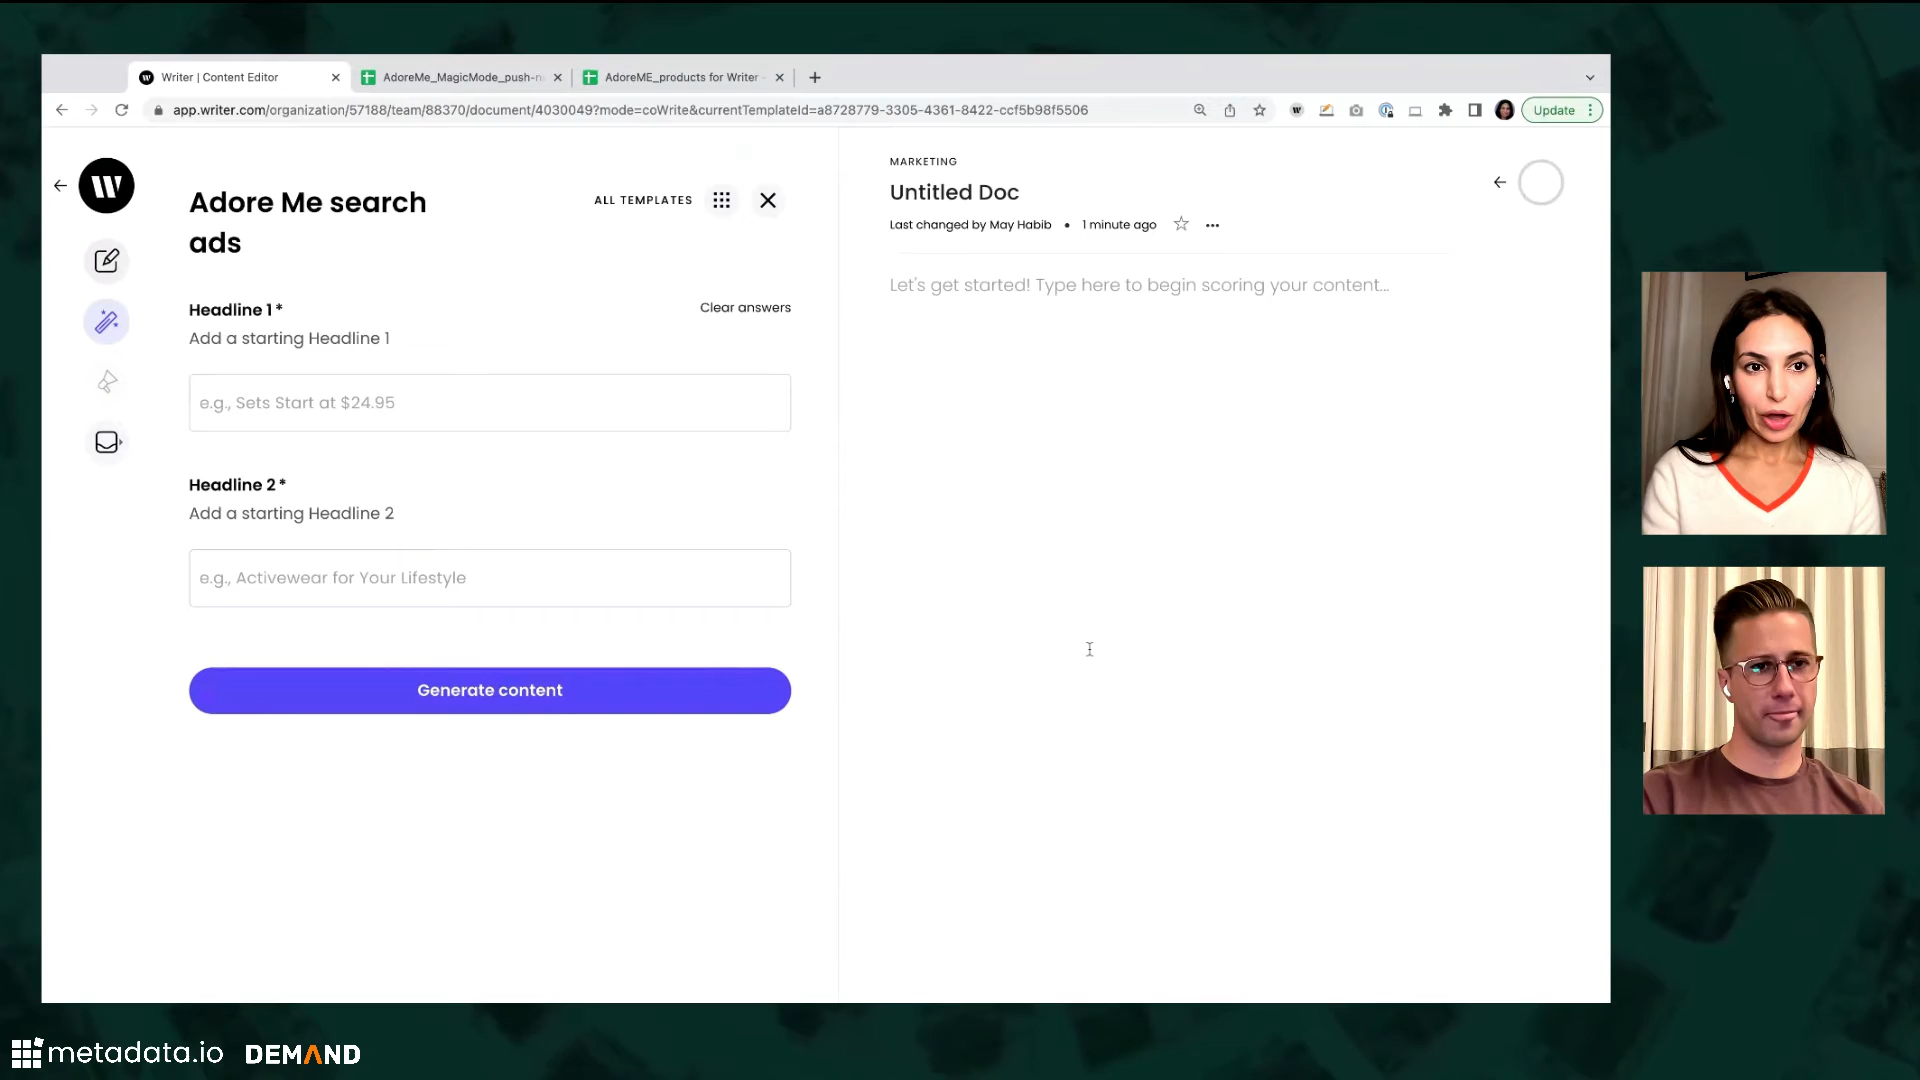 Writer | Content Editor
AdoreMe_MagicMode_push-n
AdoreME_products for Writer -
app.writer.com/organization/57188/team/88370/document/4030049?mode=coWrite&currentTemplateId=a8728779-3305-4361-8422-ccf5b98f5506
Update
W
Adore Me search
ads
ALL TEMPLATES
Headline 1 *
Clear answers
Add a starting Headline 1
e.g., Sets Start at $24.95
Headline 2 *
Add a starting Headline 2
e.g., Activewear for Your Lifestyle
Generate content
MARKETING
Untitled Doc
Last changed by May Habib • 1 minute ago
Let's get started! Type here to begin scoring your content...
metadata.io DEMAND